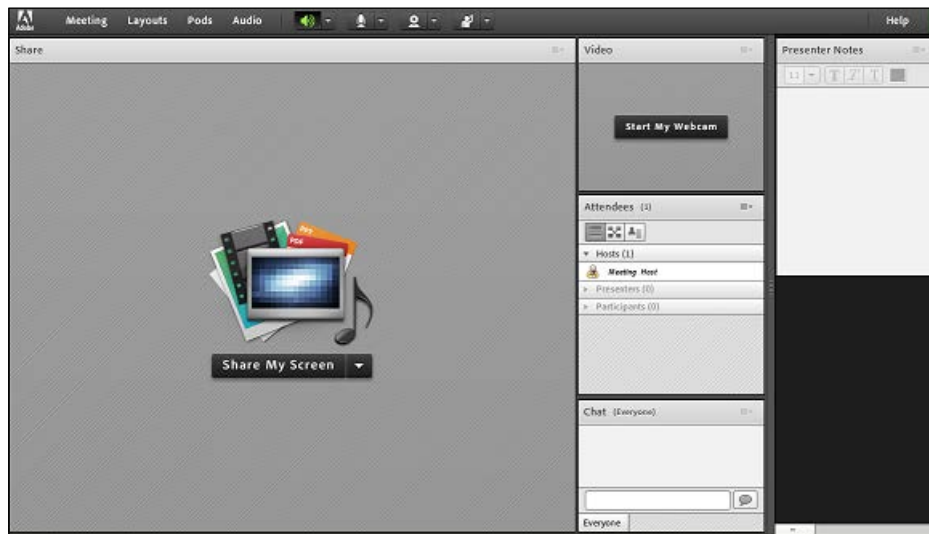 Adobe
Meeting Layouts Pods Audio Help
Share
PPT
PDF
Share My Screen
Video
Start My Webcam
Attendees (1)
Hosts (1)
Meeting Host
Presenters (0)
Participants (0)
Chat (Everyone)
Everyone
Presenter Notes
T T T